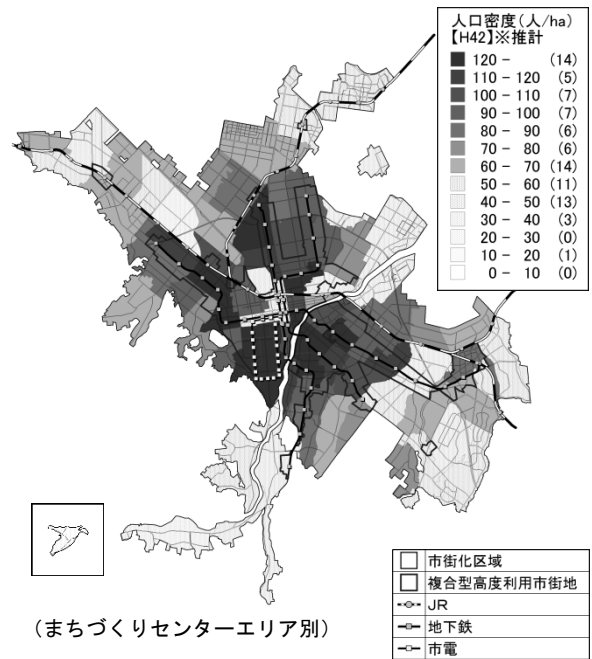 人口密度(人/ha)
【H42】※推計
120 - (14)
110 - 120 (5)
100 - 110 (7)
90 - 100 (7)
80 - 90 (6)
70 - 80 (6)
60 - 70 (14)
50 - 60 (11)
40 - 50 (13)
30 - 40 (3)
20 - 30 (0)
10 - 20 (1)
0 - 10 (0)
市街化区域
複合型高度利用市街地
JR
地下鉄
市電
(まちづくりセンターエリア別)